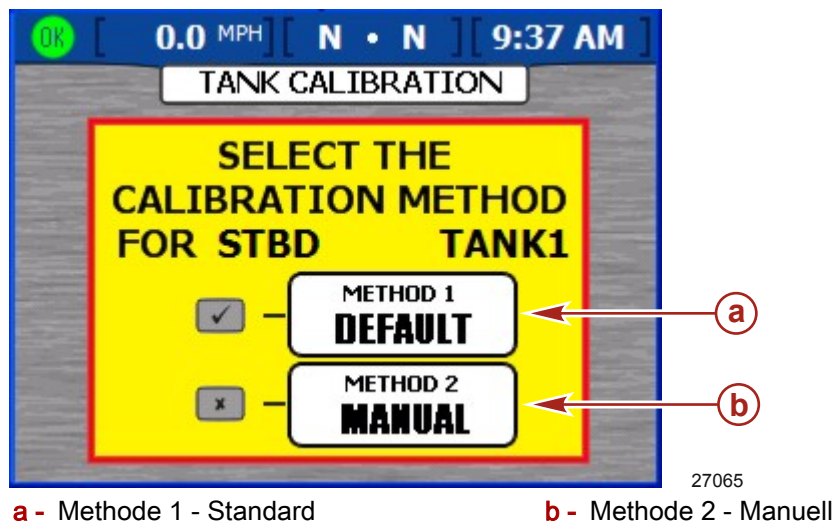 OK [ 0.0 MPH ] [ N • N ] [ 9:37 AM ]
TANK CALIBRATION
SELECT THE
CALIBRATION METHOD
FOR STBD TANK1
METHOD 1
✓ DEFAULT
a
METHOD 2
x MANUAL
b
27065
a - Methode 1 - Standard b - Methode 2 - Manuell